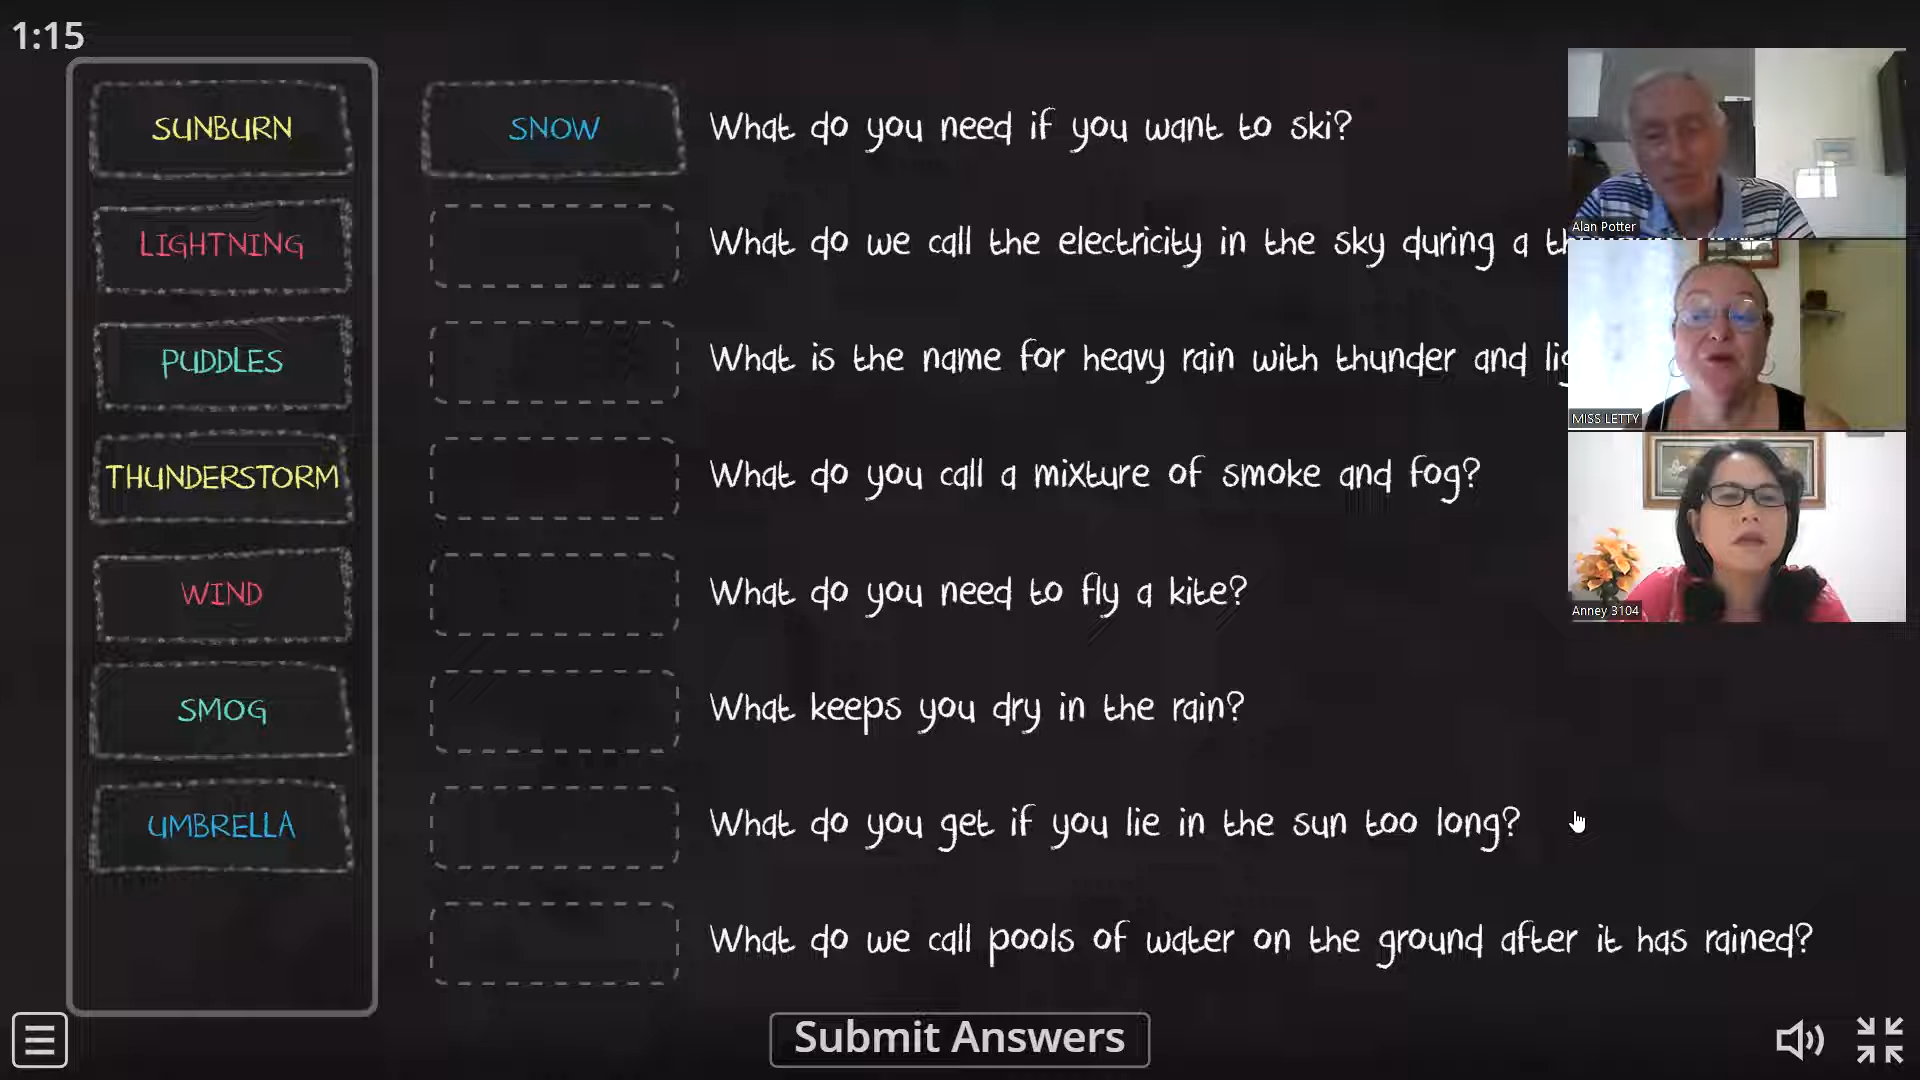 1:15
SUNBURN
LIGHTNING
PUDDLES
THUNDERSTORM
WIND
SMOG
UMBRELLA
SNOW What do you need if you want to ski?
What do we call the electricity in the sky during a
What is the name for heavy rain with thunder and
What do you call a mixture of smoke and fog?
What do you need to fly a kite?
What keeps you dry in the rain?
What do you get if you lie in the sun too long?
What do we call pools of water on the ground after it has rained?
Submit Answers
Alan Potter
MISS LETTY
Anney 3104